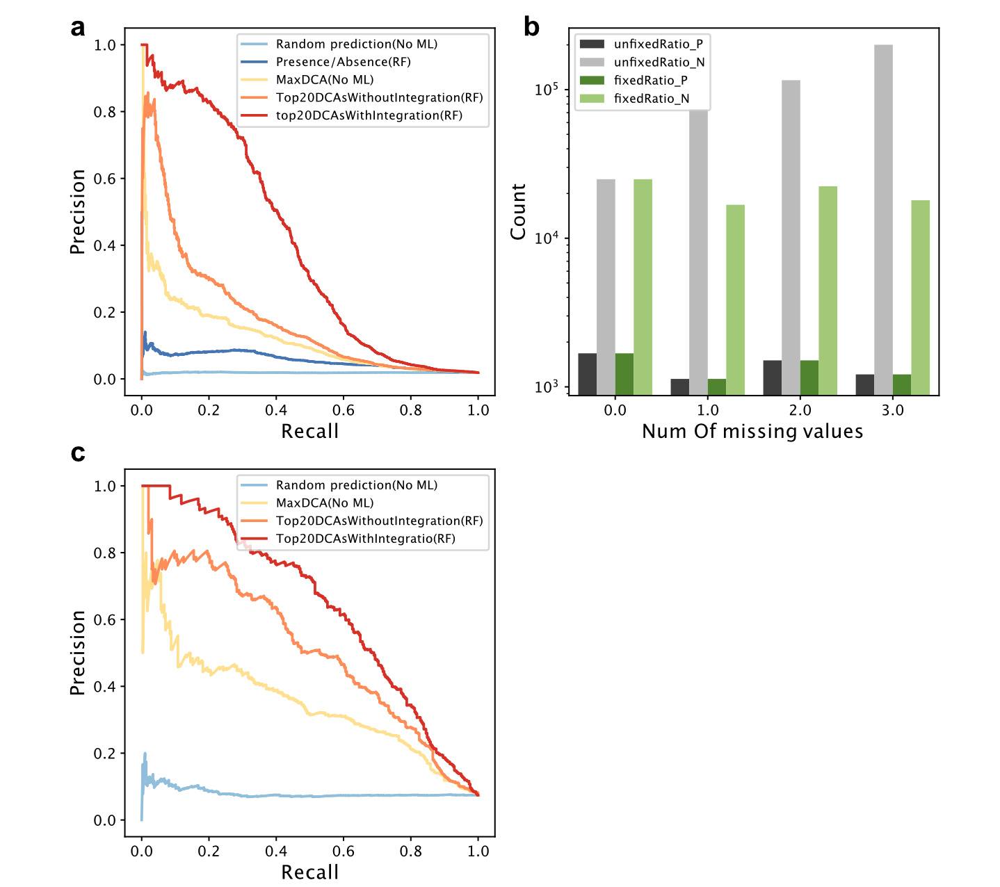 a
1.0
0.8
0.6
0.4
0.2
0.0
Precision
Random prediction(No ML)
Presence/Absence(RF)
MaxDCA(No ML)
Top20DCAsWithoutIntegration(RF)
top20DCAsWithIntegration(RF)
0.0 0.2 0.4 0.6 0.8 1.0
Recall
b
10^5
10^4
10^3
Count
unfixedRatio_P
unfixedRatio_N
fixedRatio_P
fixedRatio_N
0.0 1.0 2.0 3.0
Num Of missing values
c
1.0
0.8
0.6
0.4
0.2
0.0
Precision
Random prediction(No ML)
MaxDCA(No ML)
Top20DCAsWithoutIntegration(RF)
Top20DCAsWithIntegratio(RF)
0.0 0.2 0.4 0.6 0.8 1.0
Recall